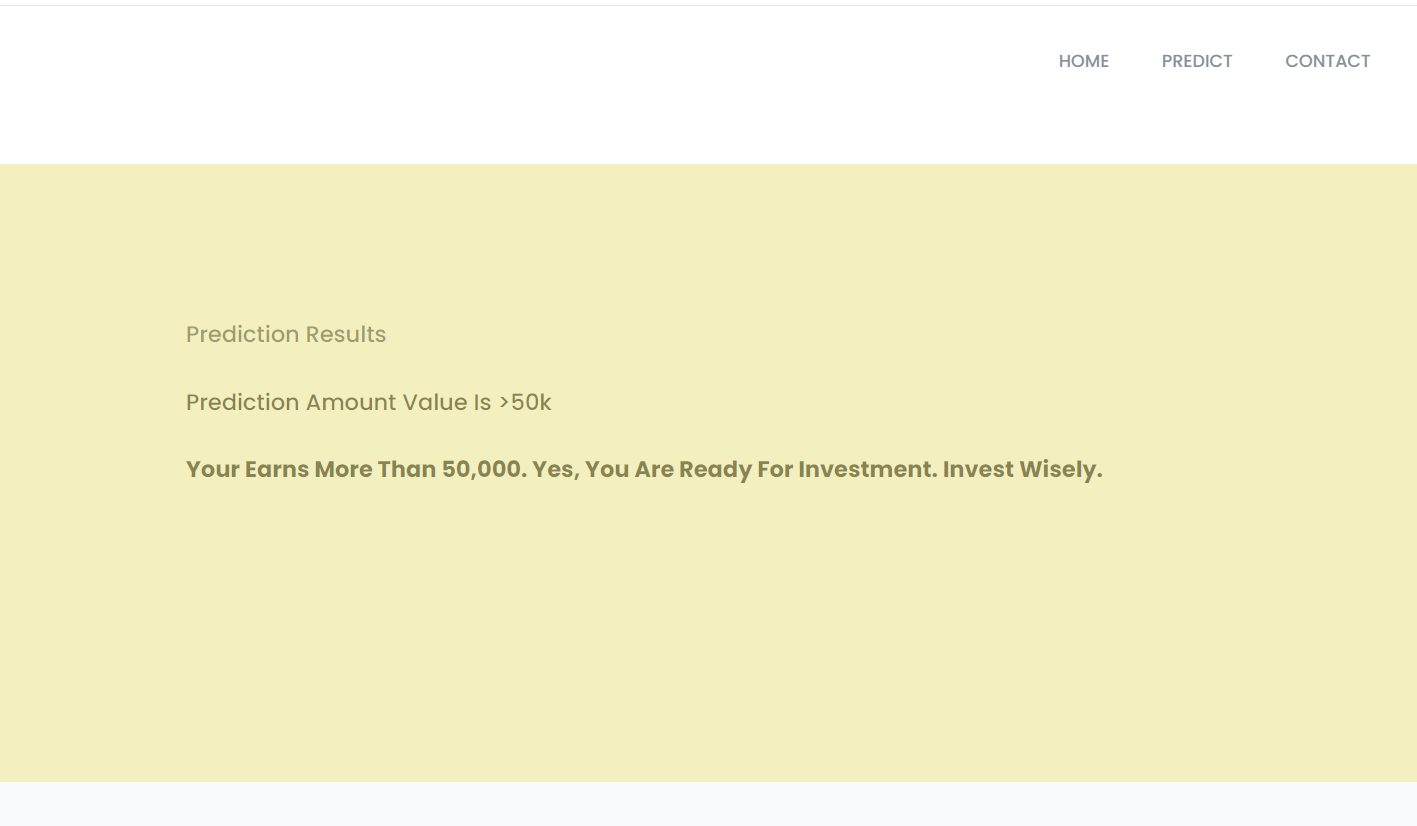 HOME PREDICT CONTACT
Prediction Results
Prediction Amount Value Is >50k
Your Earns More Than 50,000. Yes, You Are Ready For Investment. Invest Wisely.